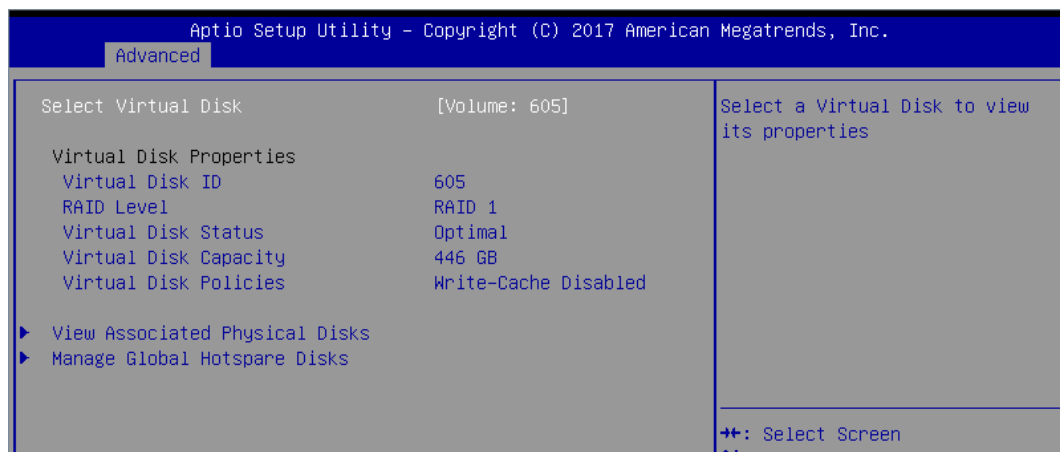 Aptio Setup Utility – Copyright (C) 2017 American Megatrends, Inc.
Advanced
Select Virtual Disk [Volume: 605]
Virtual Disk Properties
Virtual Disk ID 605
RAID Level RAID 1
Virtual Disk Status Optimal
Virtual Disk Capacity 446 GB
Virtual Disk Policies Write-Cache Disabled
View Associated Physical Disks
Manage Global Hotspare Disks
Select a Virtual Disk to view
its properties
→←: Select Screen